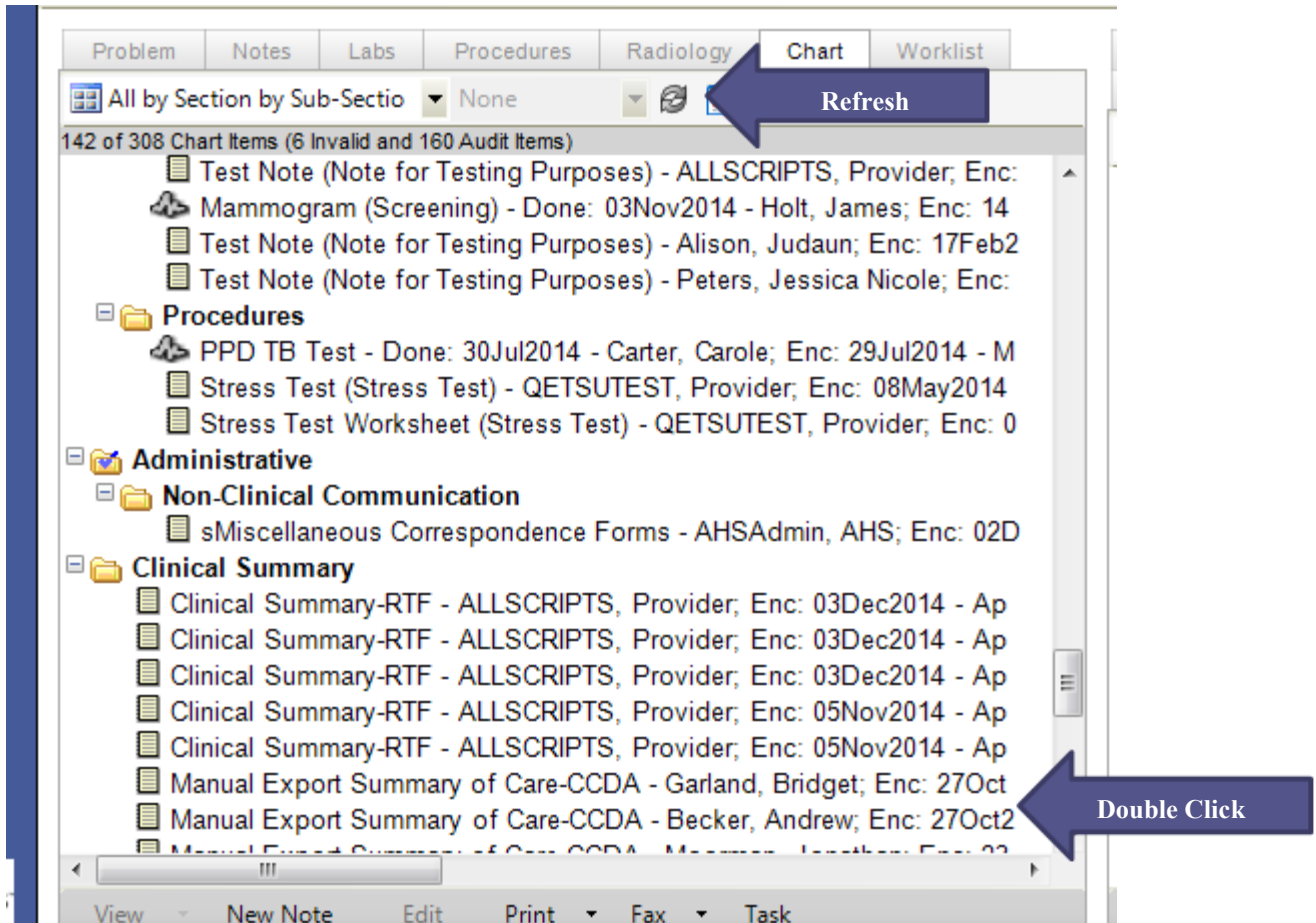 Problem Notes Labs Procedures Radiology Chart Worklist
All by Section by Sub-Sectio None Refresh
142 of 308 Chart Items (6 Invalid and 160 Audit Items)
Test Note (Note for Testing Purposes) - ALLSCRIPTS, Provider; Enc:
Mammogram (Screening) - Done: 03Nov2014 - Holt, James; Enc: 14
Test Note (Note for Testing Purposes) - Alison, Judaun; Enc: 17Feb2
Test Note (Note for Testing Purposes) - Peters, Jessica Nicole; Enc:
Procedures
PPD TB Test - Done: 30Jul2014 - Carter, Carole; Enc: 29Jul2014 - M
Stress Test (Stress Test) - QETSUTEST, Provider; Enc: 08May2014
Stress Test Worksheet (Stress Test) - QETSUTEST, Provider; Enc: 0
Administrative
Non-Clinical Communication
sMiscellaneous Correspondence Forms - AHSAdmin, AHS; Enc: 02D
Clinical Summary
Clinical Summary-RTF - ALLSCRIPTS, Provider; Enc: 03Dec2014 - Ap
Clinical Summary-RTF - ALLSCRIPTS, Provider; Enc: 03Dec2014 - Ap
Clinical Summary-RTF - ALLSCRIPTS, Provider; Enc: 03Dec2014 - Ap
Clinical Summary-RTF - ALLSCRIPTS, Provider; Enc: 05Nov2014 - Ap
Clinical Summary-RTF - ALLSCRIPTS, Provider; Enc: 05Nov2014 - Ap
Manual Export Summary of Care-CCDA - Garland, Bridget; Enc: 27Oct
Double Click
Manual Export Summary of Care-CCDA - Becker, Andrew; Enc: 27Oct2
Manual Export Summary of Care-CCDA
View New Note Edit Print Fax Task